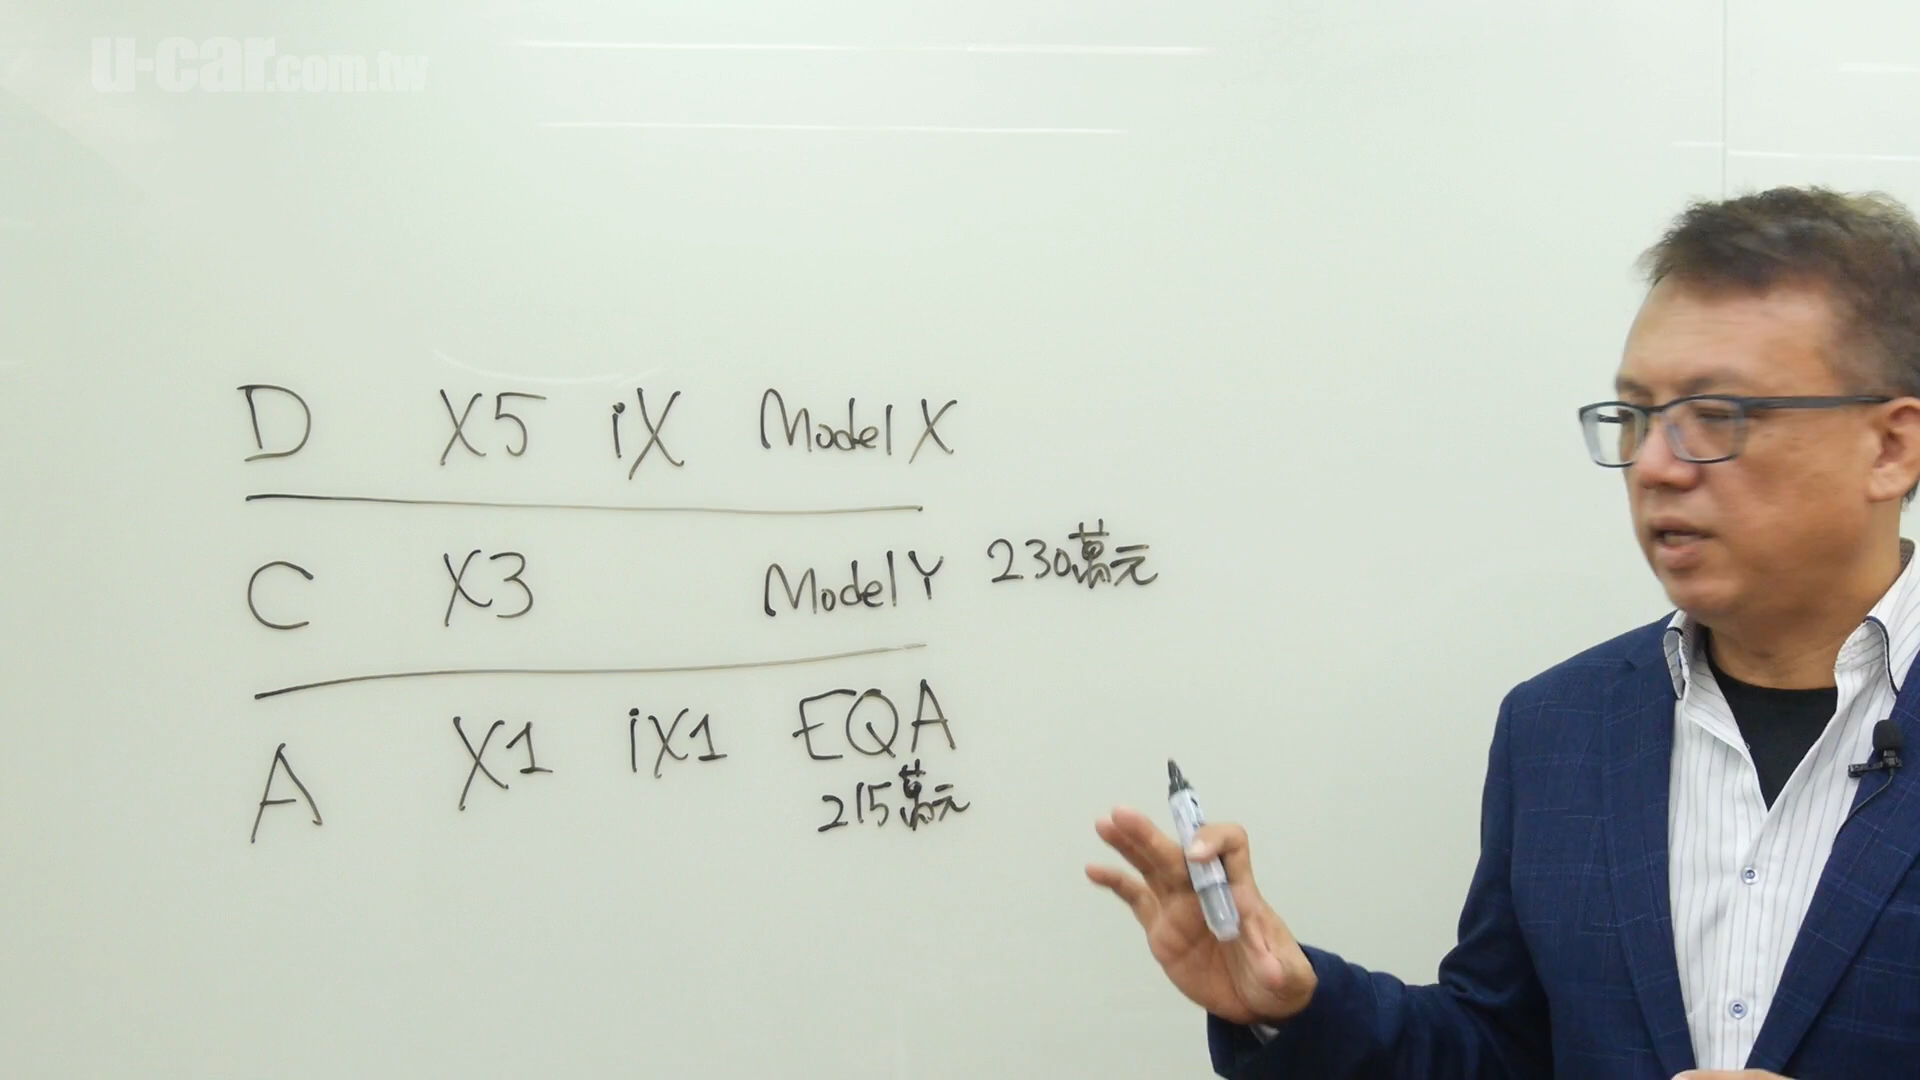 u-car.com.tw
D X5 iX Model X
C X3 Model Y 230萬元
A X1 iX1 EQA
215萬元